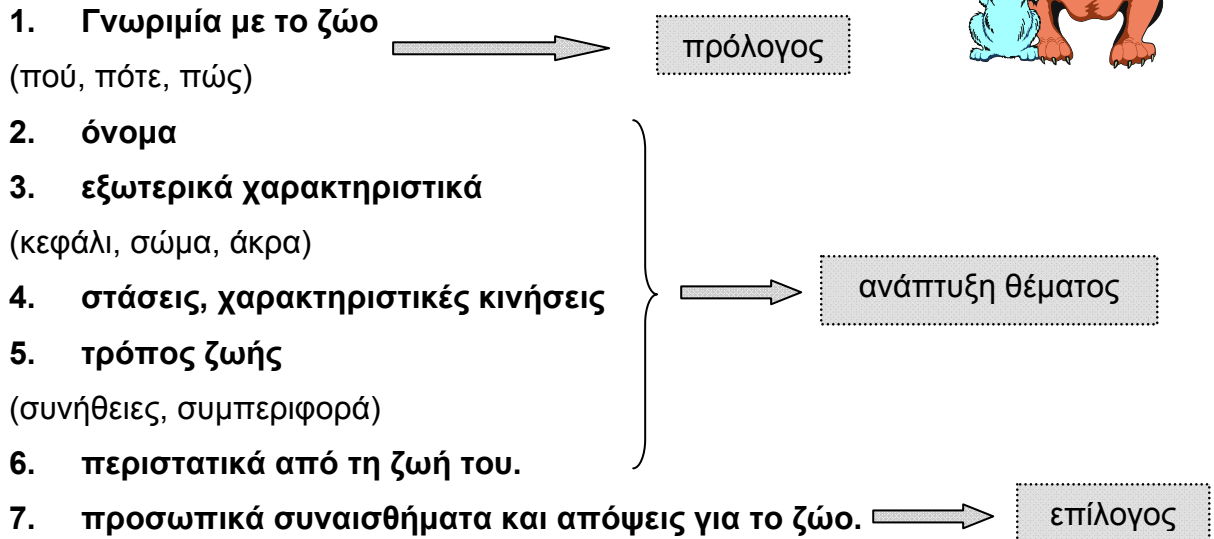 1. Γνωριμία με το ζώο
πρόλογος
(πού, πότε, πώς)
2. όνομα
3. εξωτερικά χαρακτηριστικά
(κεφάλι, σώμα, άκρα)
4. στάσεις, χαρακτηριστικές κινήσεις
ανάπτυξη θέματος
5. τρόπος ζωής
(συνήθειες, συμπεριφορά)
6. περιστατικά από τη ζωή του.
7. προσωπικά συναισθήματα και απόψεις για το ζώο.
επίλογος